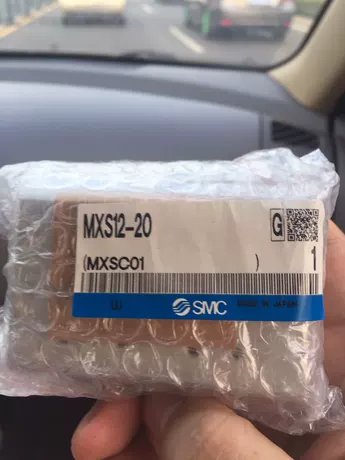 MXS12-20
G
(MXSC01 )
1
SMC
MADE IN JAPAN